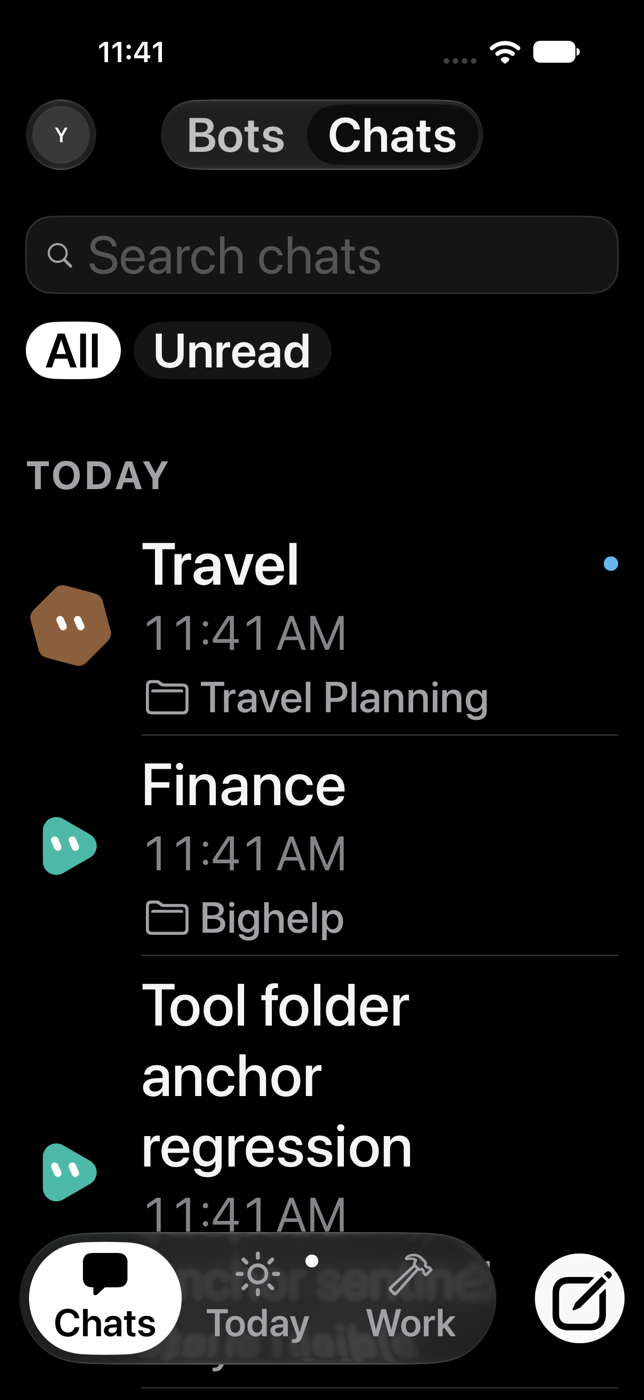 11:41
Y
Bots
Chats
Search chats
All
Unread
TODAY
Travel
11:41 AM
Travel Planning
Finance
11:41 AM
Bighelp
Tool folder
anchor
regression
11:41 AM
Chats
Today
Work